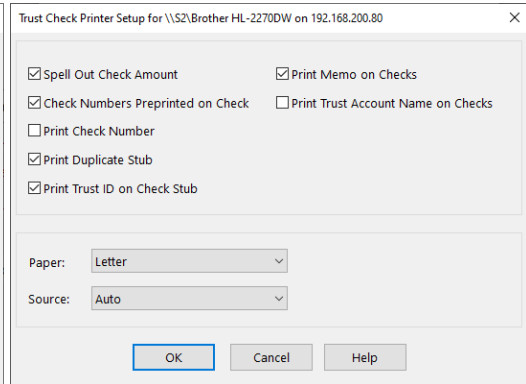 Trust Check Printer Setup for \\S2\Brother HL-2270DW on 192.168.200.80
Spell Out Check Amount
Print Memo on Checks
Check Numbers Preprinted on Check
Print Trust Account Name on Checks
Print Check Number
Print Duplicate Stub
Print Trust ID on Check Stub
Paper: Letter
Source: Auto
OK Cancel Help